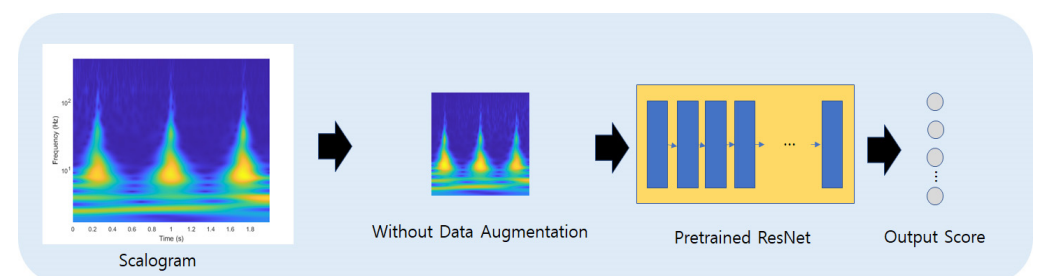 Frequency (Hz)
10²
10¹
0 0.2 0.4 0.6 0.8 1 1.2 1.4 1.6 1.8
Time (s)
Scalogram
Without Data Augmentation
...
Pretrained ResNet
⋮
Output Score